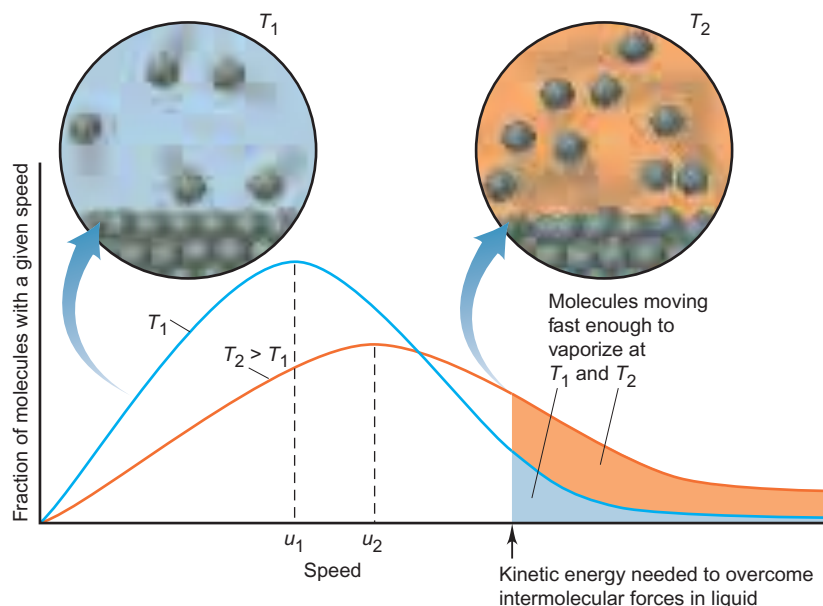 T1
T2
Fraction of molecules with a given speed
T1
T2 > T1
Molecules moving
fast enough to
vaporize at
T1 and T2
u1
u2
Speed
Kinetic energy needed to overcome
intermolecular forces in liquid